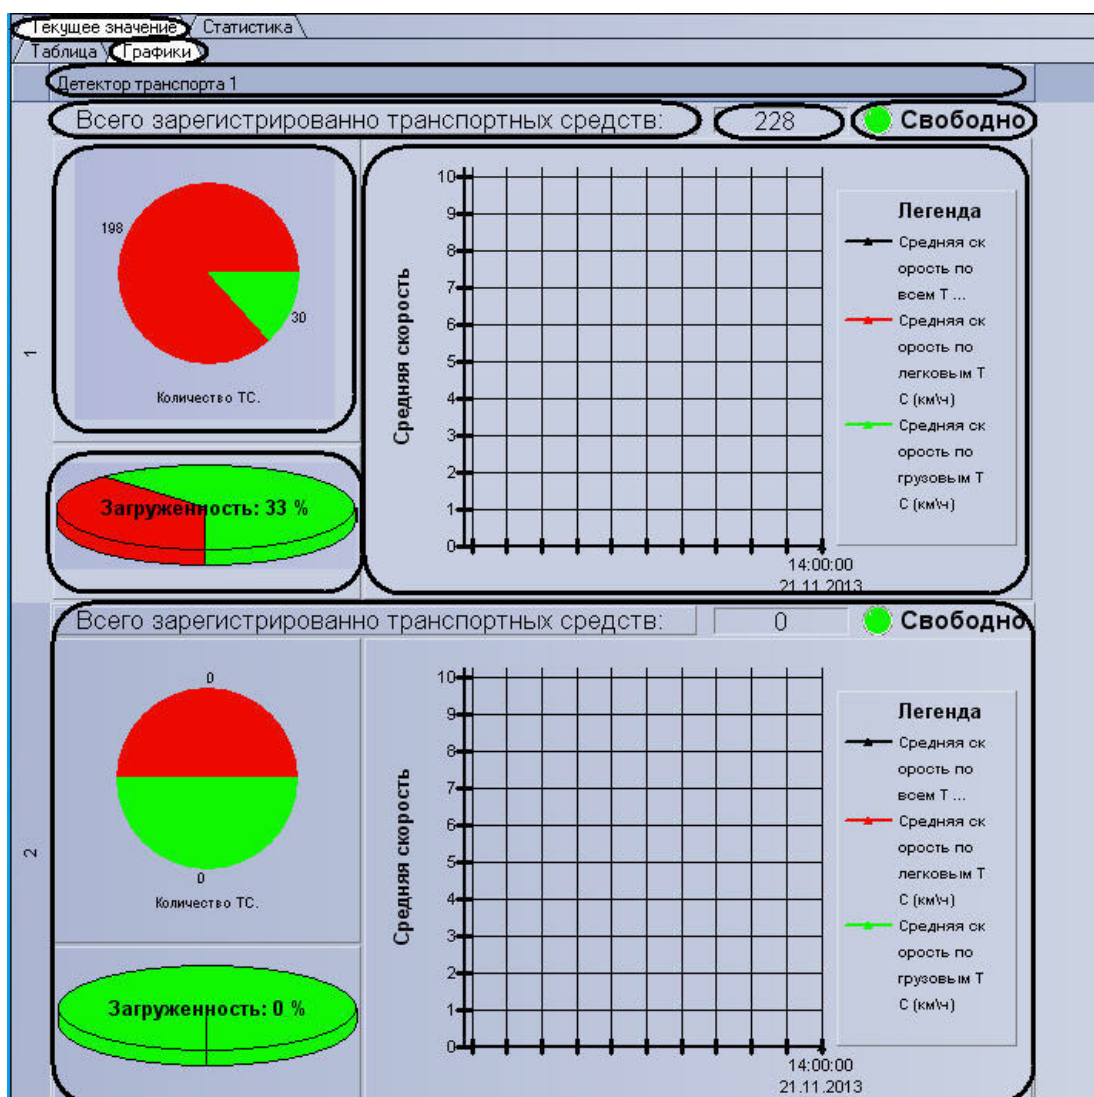 Текущее значение Статистика
Таблица Графики
Детектор транспорта 1
Всего зарегистрированно транспортных средств: 228 Свободно
1
198
30
Количество ТС.
Загруженность: 33 %
Средняя скорость
10
9
8
7
6
5
4
3
2
1
0
14:00:00
21.11.2013
Легенда
Средняя ск
орость по
всем Т ...
Средняя ск
орость по
легковым Т
С (км\ч)
Средняя ск
орость по
грузовым Т
С (км\ч)
Всего зарегистрированно транспортных средств: 0 Свободно
2
0
0
Количество ТС.
Загруженность: 0 %
Средняя скорость
10
9
8
7
6
5
4
3
2
1
0
14:00:00
21.11.2013
Легенда
Средняя ск
орость по
всем Т ...
Средняя ск
орость по
легковым Т
С (км\ч)
Средняя ск
орость по
грузовым Т
С (км\ч)